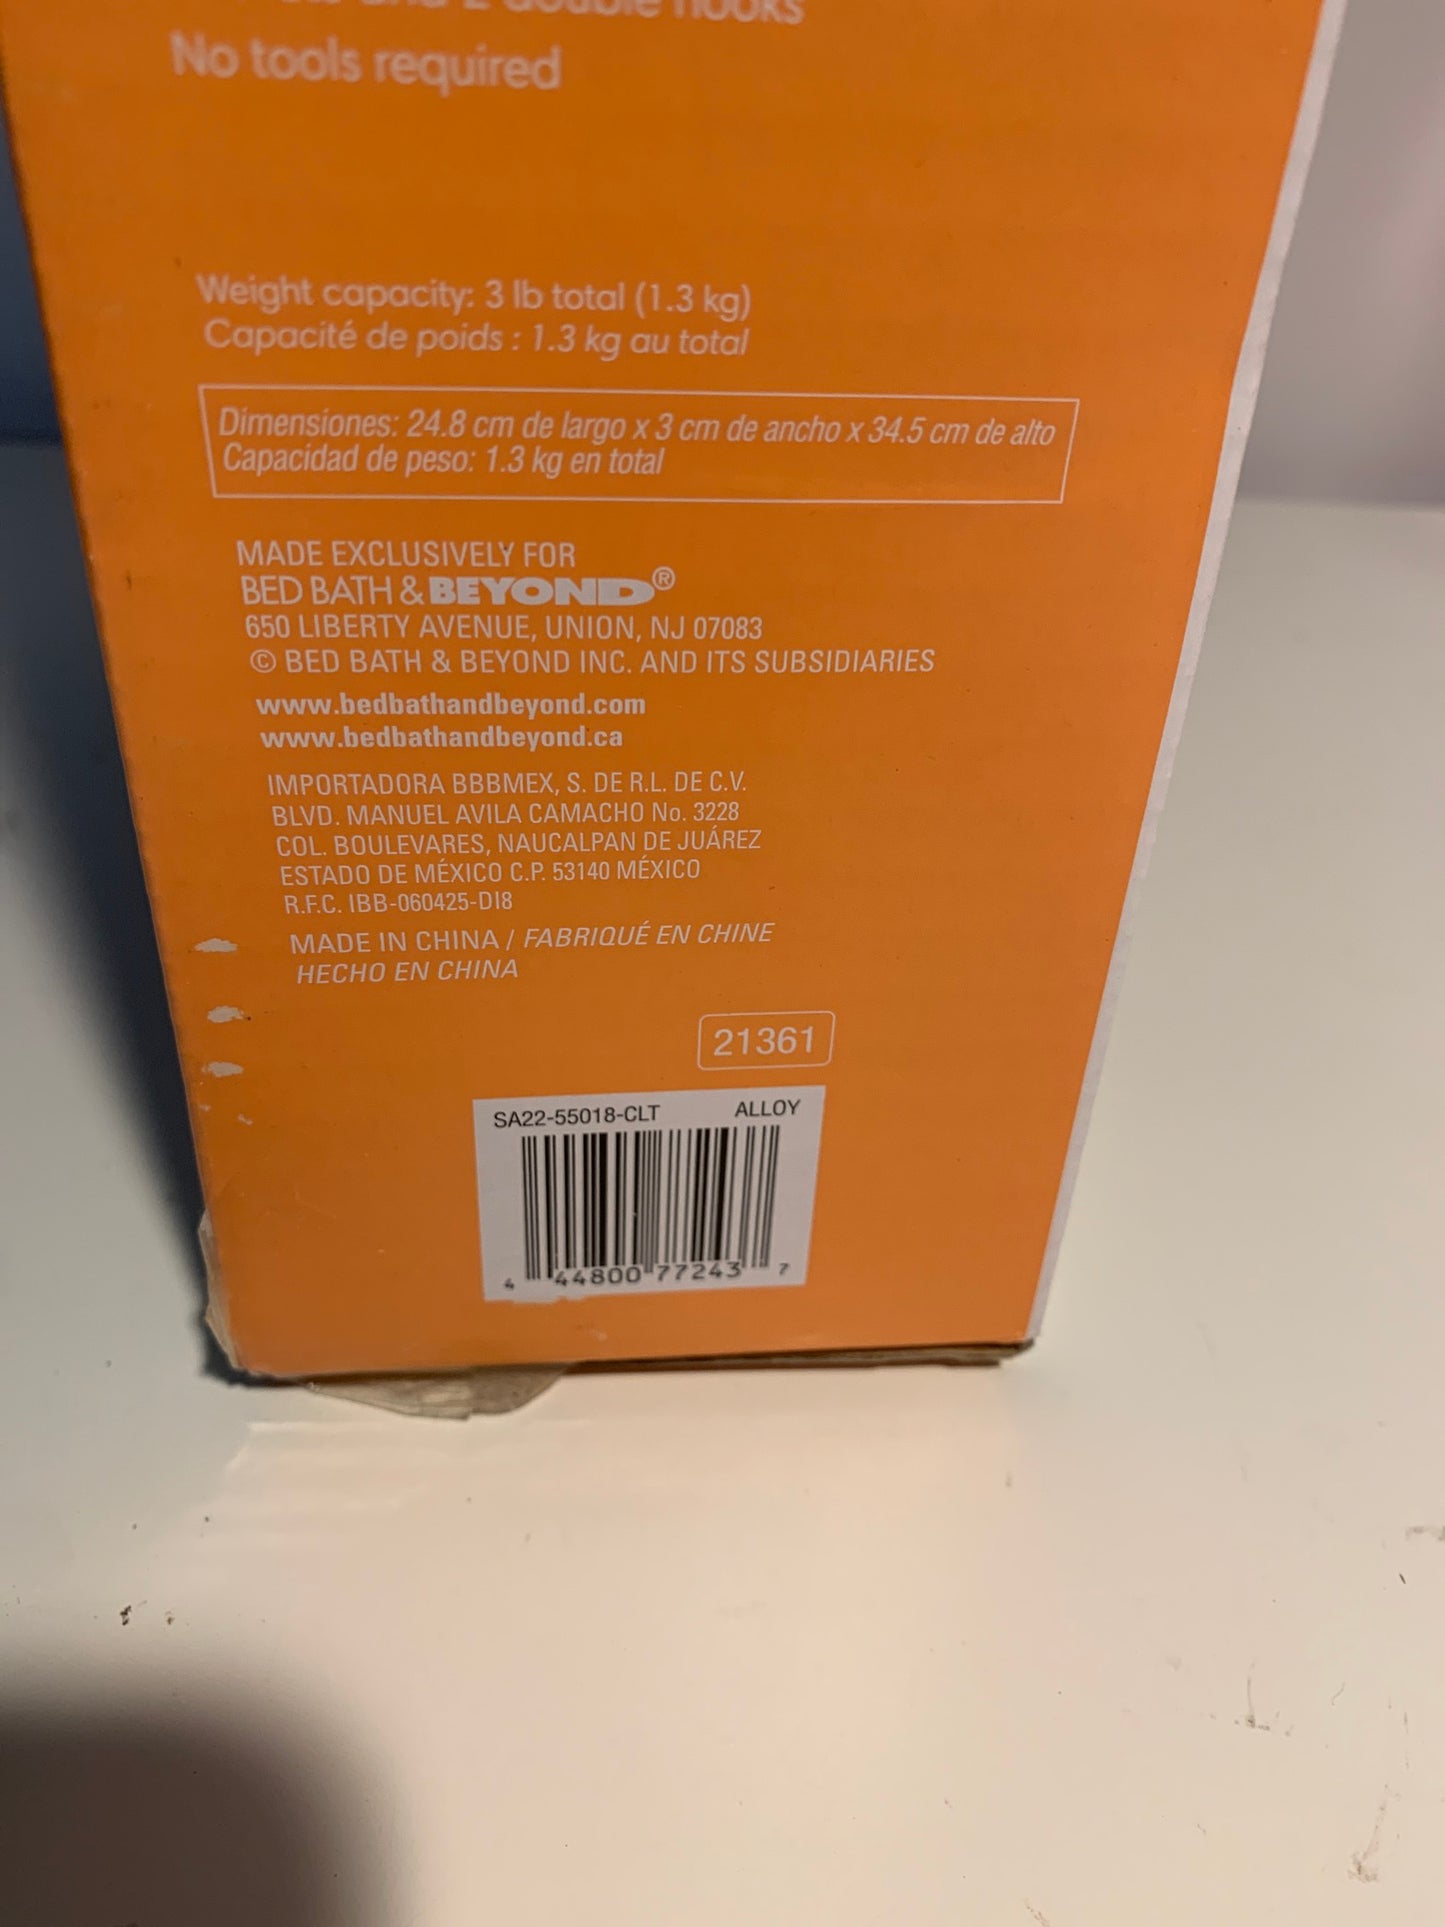 and 2 double hooks
No tools required
Weight capacity: 3 lb total (1.3 kg)
Capacité de poids : 1.3 kg au total
Dimensiones: 24.8 cm de largo x 3 cm de ancho x 34.5 cm de alto
Capacidad de peso: 1.3 kg en total
MADE EXCLUSIVELY FOR
BED BATH & BEYOND®
650 LIBERTY AVENUE, UNION, NJ 07083
© BED BATH & BEYOND INC. AND ITS SUBSIDIARIES
www.bedbathandbeyond.com
www.bedbathandbeyond.ca
IMPORTADORA BBBMEX, S. DE R.L. DE C.V.
BLVD. MANUEL AVILA CAMACHO No. 3228
COL. BOULEVARES, NAUCALPAN DE JUÁREZ
ESTADO DE MÉXICO C.P. 53140 MÉXICO
R.F.C. IBB-060425-DI8
MADE IN CHINA / FABRIQUÉ EN CHINE
HECHO EN CHINA
21361
SA22-55018-CLT ALLOY
4 44800 77243 7